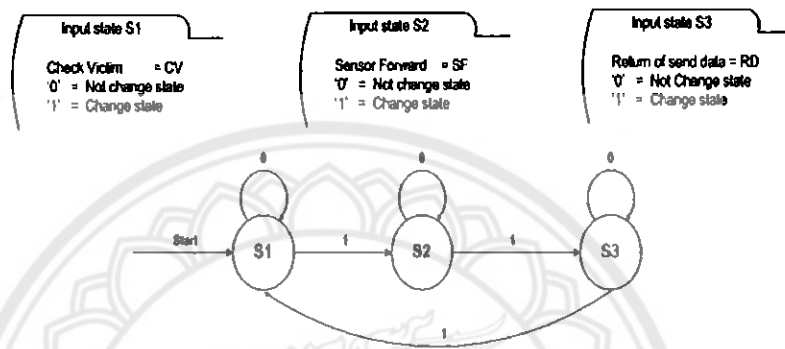 Input state S1
Check Victim = CV
'0' = Not change state
'1' = Change state
Input state S2
Sensor Forward = SF
'0' = Not change state
'1' = Change state
Input state S3
Return of send data = RD
'0' = Not Change state
'1' = Change state
0
0
0
Start
S1
1
S2
1
S3
1